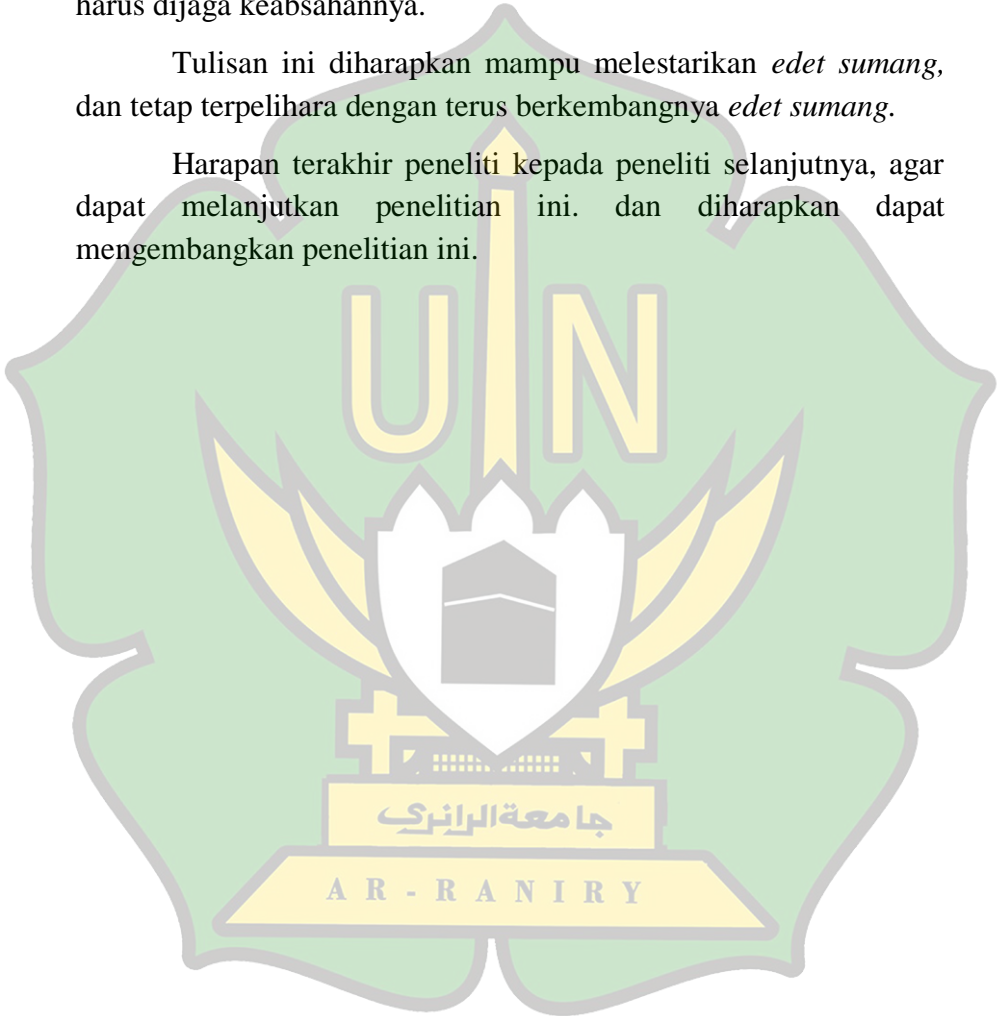 harus dijaga keabsahannya.
Tulisan ini diharapkan mampu melestarikan edet sumang,
dan tetap terpelihara dengan terus berkembangnya edet sumang.
Harapan terakhir peneliti kepada peneliti selanjutnya, agar
dapat melanjutkan penelitian ini. dan diharapkan dapat
mengembangkan penelitian ini.
UIN
جامعة الرانري
AR-RANIRY